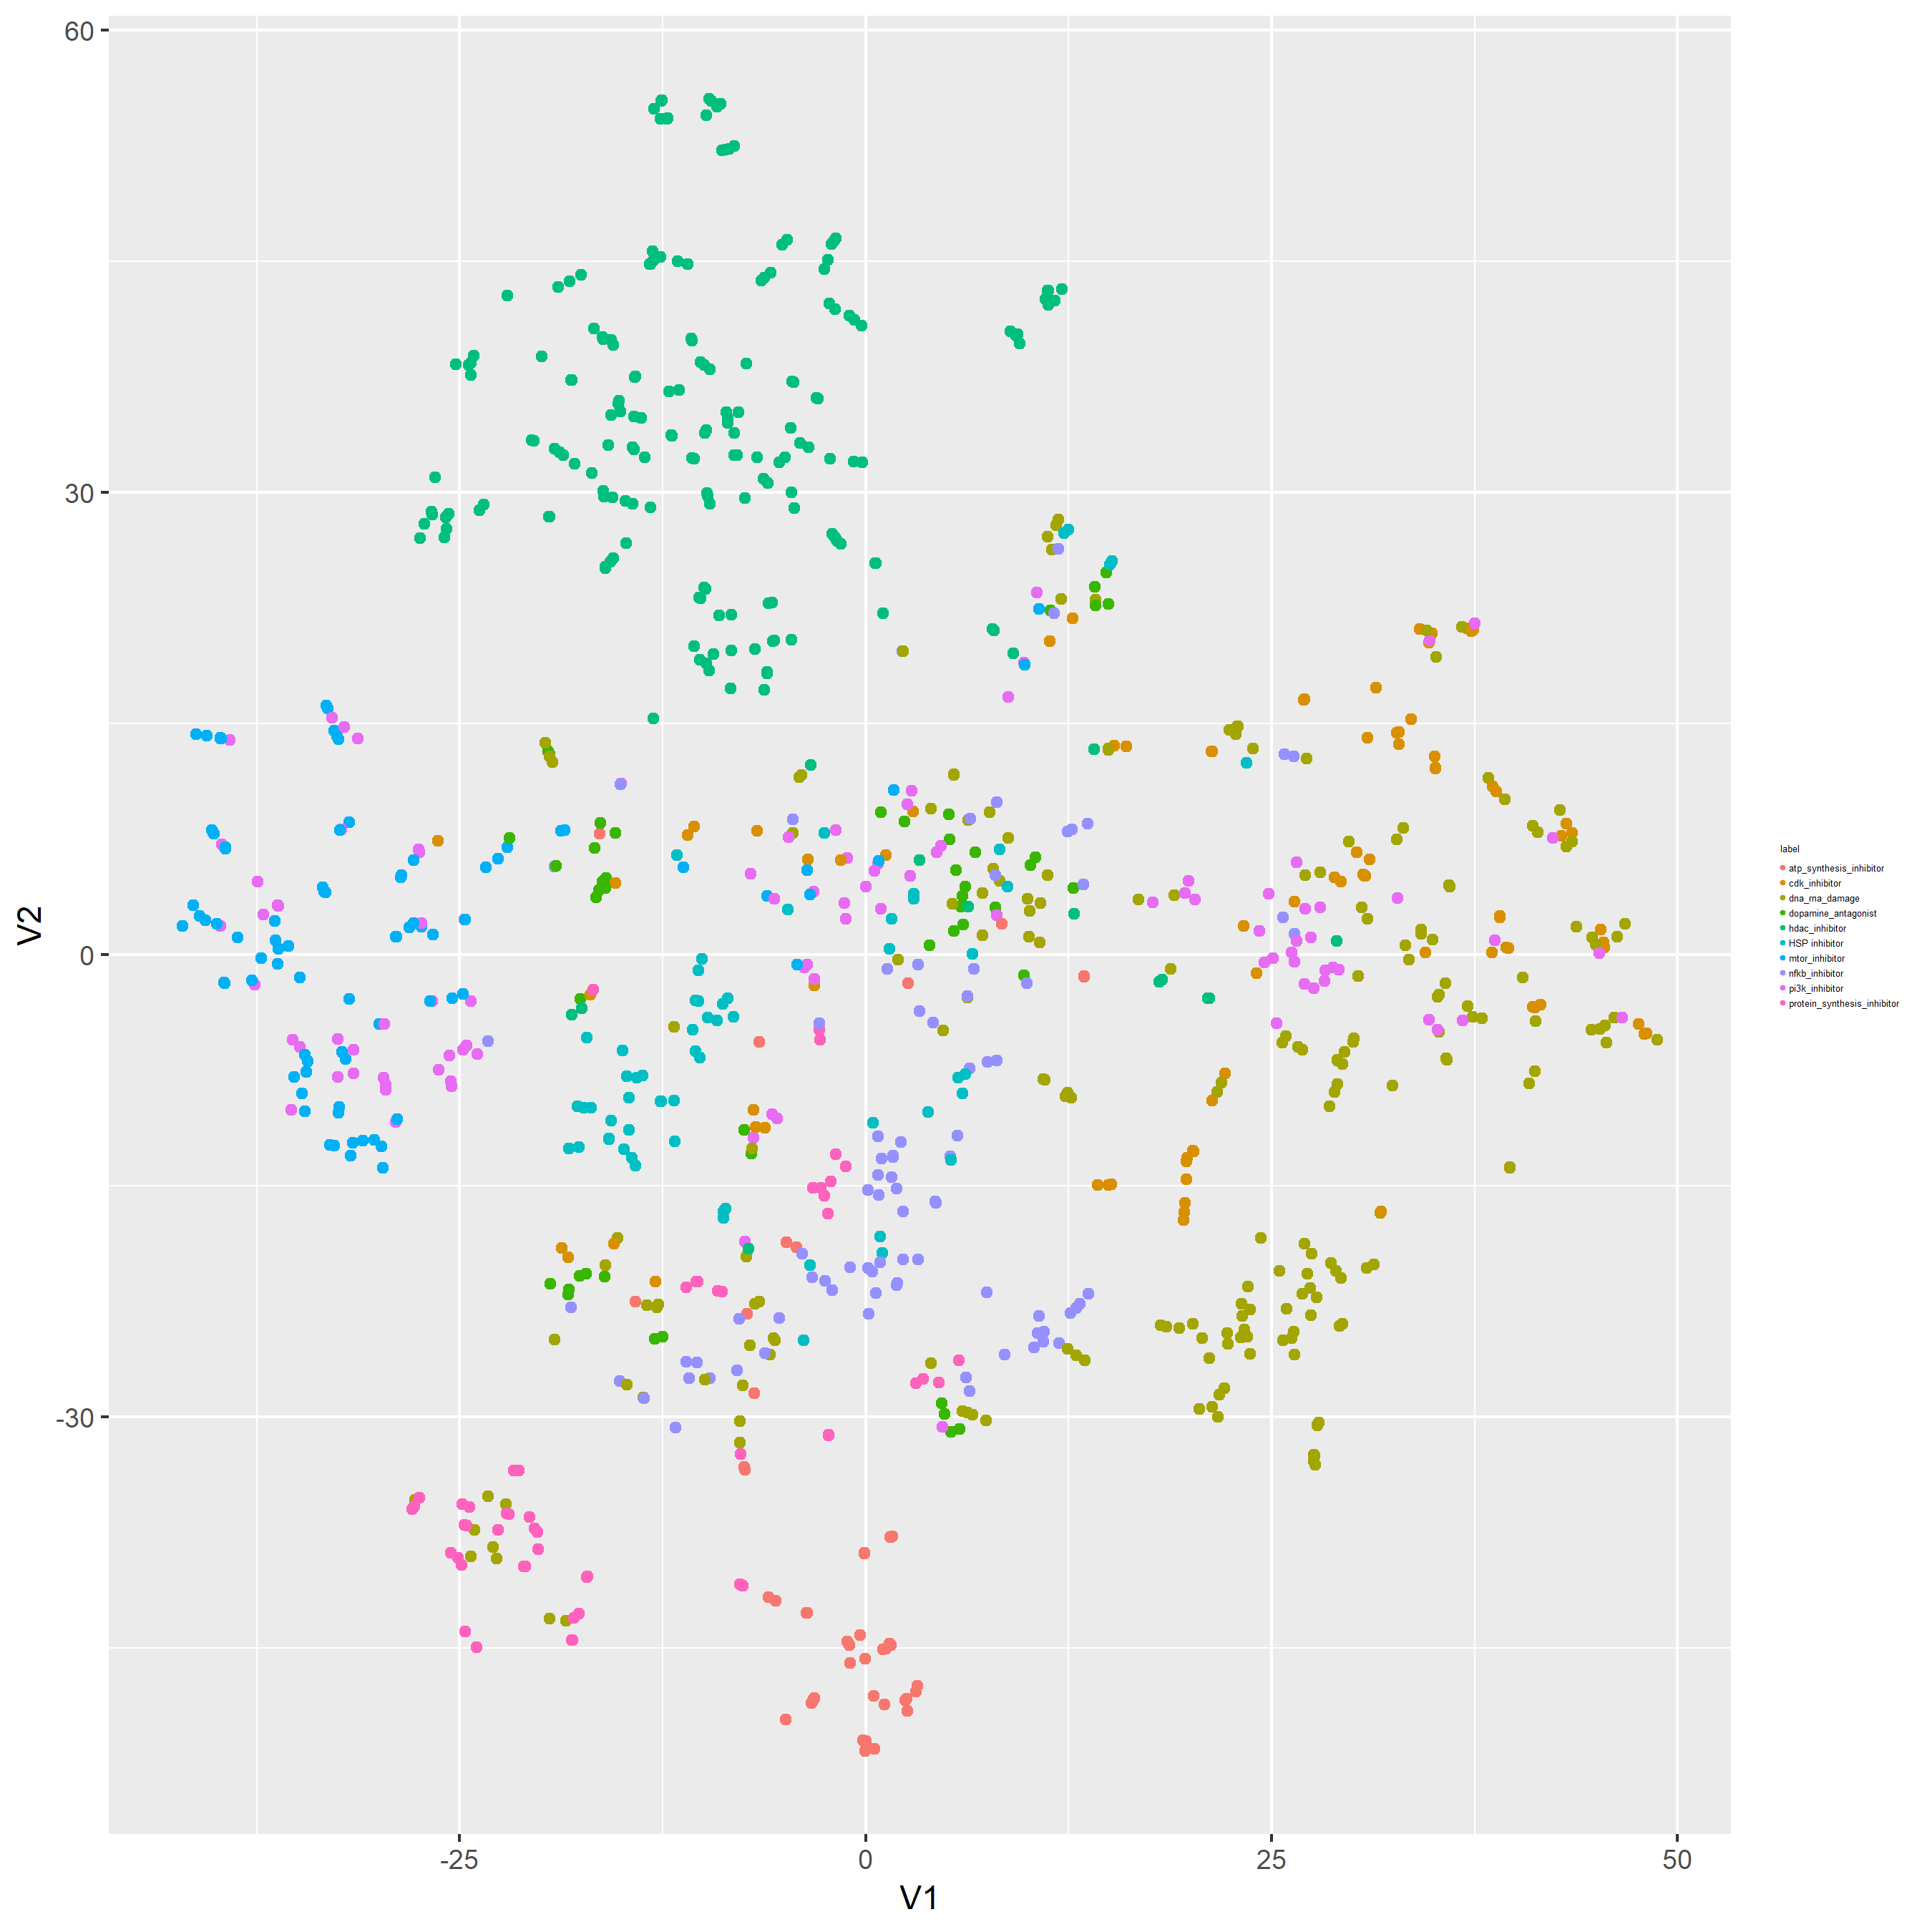 60
30
0
-30
V2
-25
0
25
50
V1
label
atp_synthesis_inhibitor
cdk_inhibitor
dna_rna_damage
dopamine_antagonist
hdac_inhibitor
HSP inhibitor
mtor_inhibitor
nfkb_inhibitor
pi3k_inhibitor
protein_synthesis_inhibitor